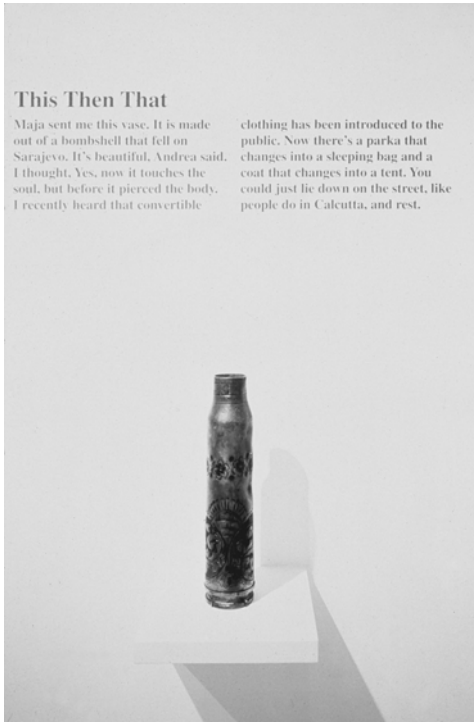 This Then That
Maja sent me this vase. It is made
out of a bombshell that fell on
Sarajevo. It's beautiful, Andrea said.
I thought, Yes, now it touches the
soul, but before it pierced the body.
I recently heard that convertible
clothing has been introduced to the
public. Now there's a parka that
changes into a sleeping bag and a
coat that changes into a tent. You
could just lie down on the street, like
people do in Calcutta, and rest.